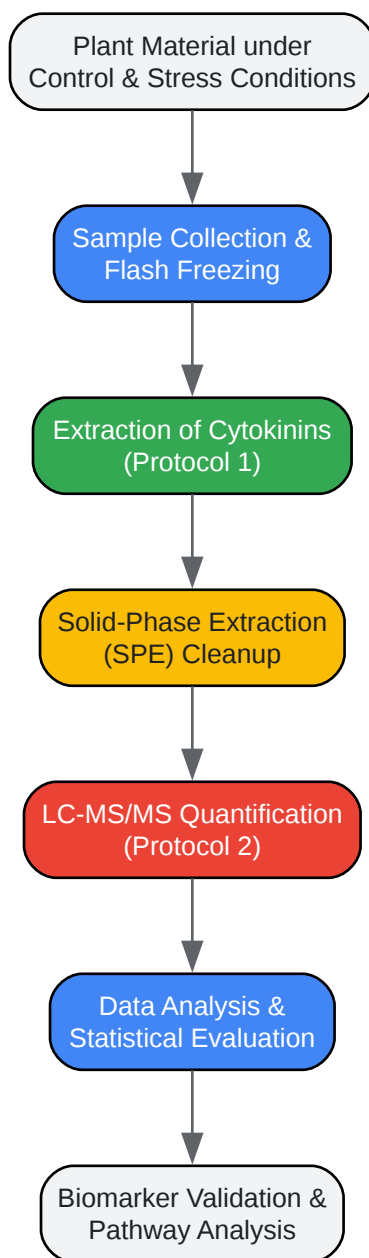 Plant Material under
Control & Stress Conditions
Sample Collection &
Flash Freezing
Extraction of Cytokinins
(Protocol 1)
Solid-Phase Extraction
(SPE) Cleanup
LC-MS/MS Quantification
(Protocol 2)
Data Analysis &
Statistical Evaluation
Biomarker Validation &
Pathway Analysis